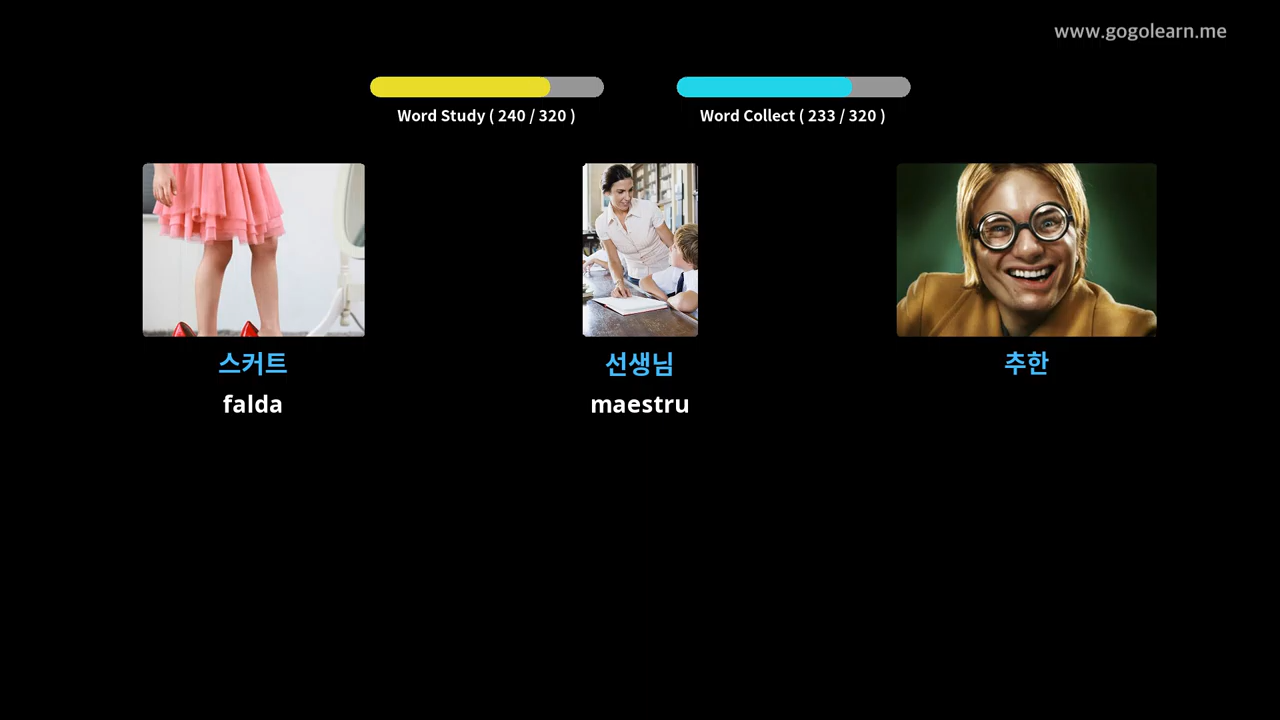 www.gogolearn.me
Word Study ( 240 / 320 )
Word Collect ( 233 / 320 )
스커트
선생님
추한
falda
maestru